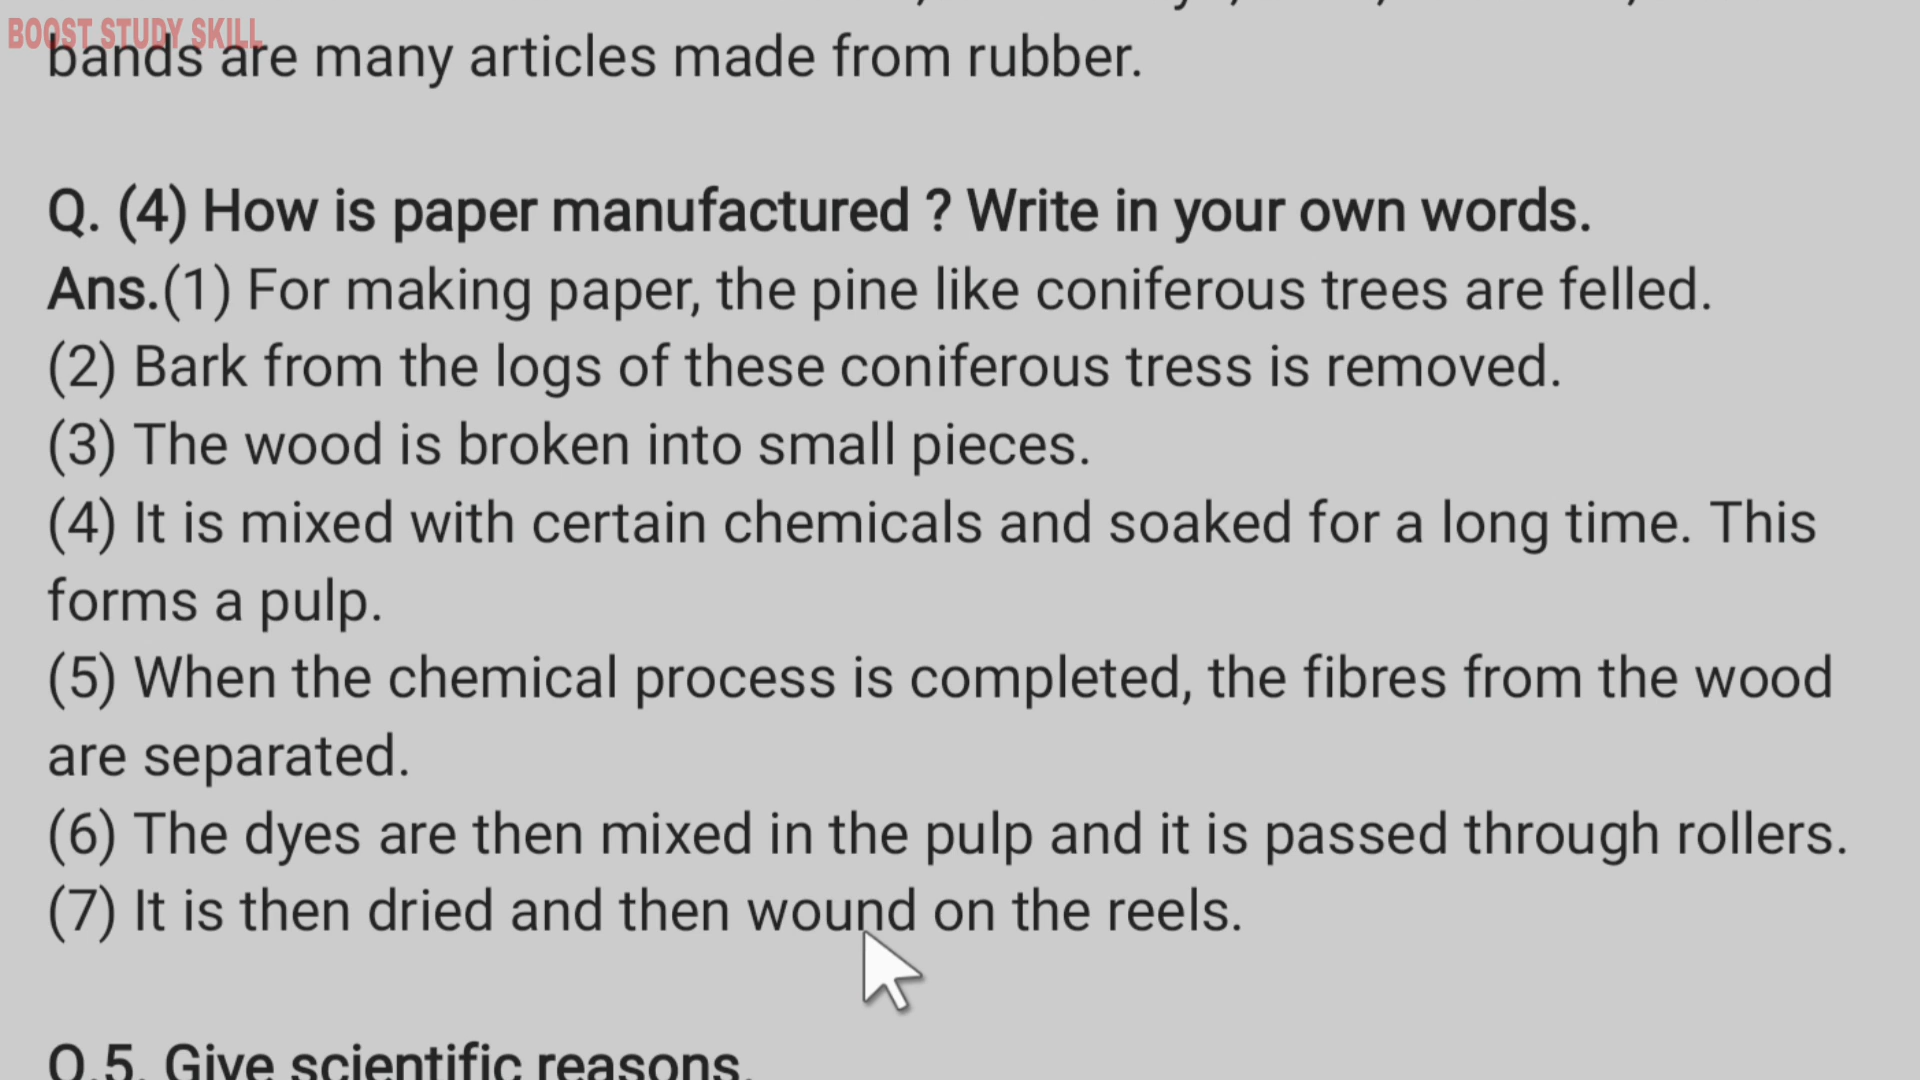 BOOST STUDY SKILL
bands are many articles made from rubber.
Q. (4) How is paper manufactured ? Write in your own words.
Ans.(1) For making paper, the pine like coniferous trees are felled.
(2) Bark from the logs of these coniferous tress is removed.
(3) The wood is broken into small pieces.
(4) It is mixed with certain chemicals and soaked for a long time. This
forms a pulp.
(5) When the chemical process is completed, the fibres from the wood
are separated.
(6) The dyes are then mixed in the pulp and it is passed through rollers.
(7) It is then dried and then wound on the reels.
Q.5. Give scientific reasons.